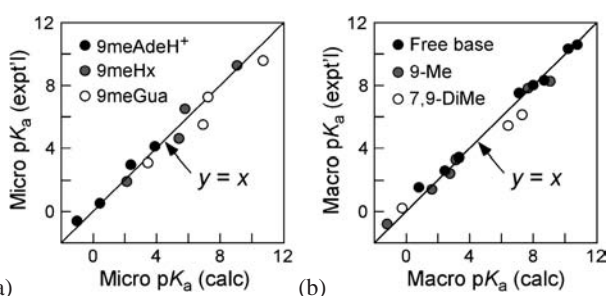 12
8
4
0
Micro pKa (expt'l)
9meAdeH+
9meHx
9meGua
y = x
0 4 8 12
Micro pKa (calc)
a)
12
8
4
0
Macro pKa (expt'l)
Free base
9-Me
7,9-DiMe
y = x
0 4 8 12
Macro pKa (calc)
(b)